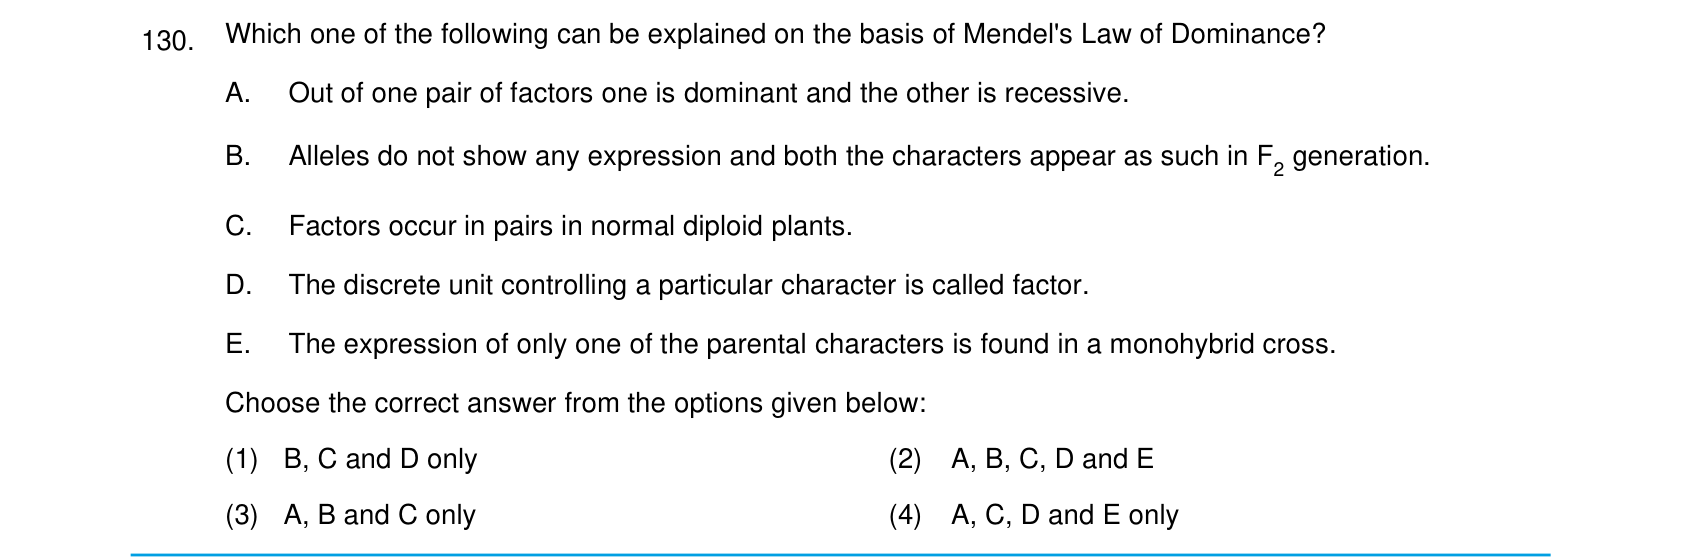 130. Which one of the following can be explained on the basis of Mendel's Law of Dominance?
A. Out of one pair of factors one is dominant and the other is recessive.
B. Alleles do not show any expression and both the characters appear as such in F2 generation.
C. Factors occur in pairs in normal diploid plants.
D. The discrete unit controlling a particular character is called factor.
E. The expression of only one of the parental characters is found in a monohybrid cross.
Choose the correct answer from the options given below:
(1) B, C and D only (2) A, B, C, D and E
(3) A, B and C only (4) A, C, D and E only